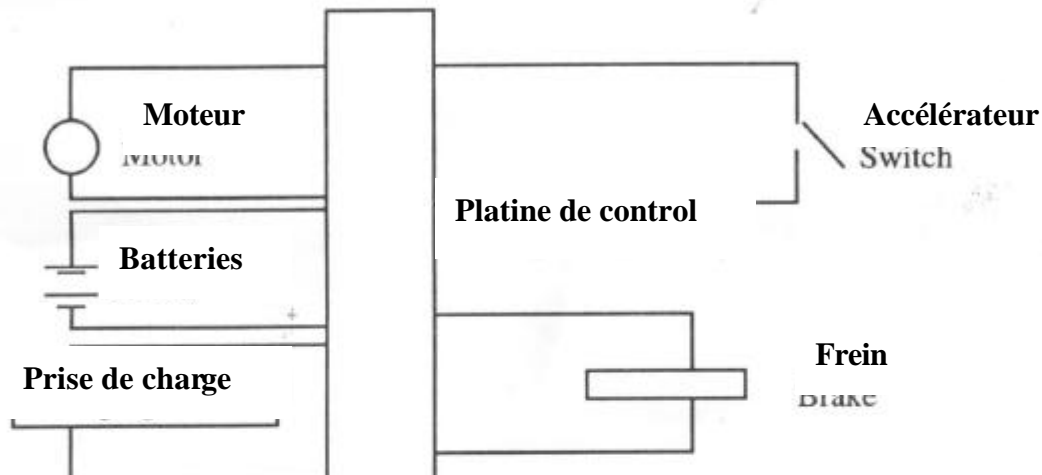 Moteur
Motor
Accélérateur
Switch
Platine de control
Batteries
+
Frein
Brake
Prise de charge